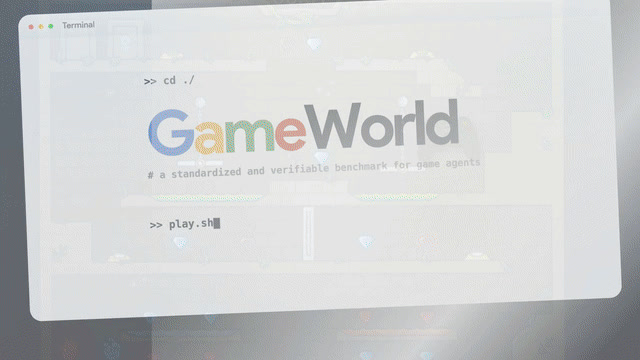 Terminal
>> cd ./
GameWorld
# a standardized and verifiable benchmark for game agents
>> play.sh